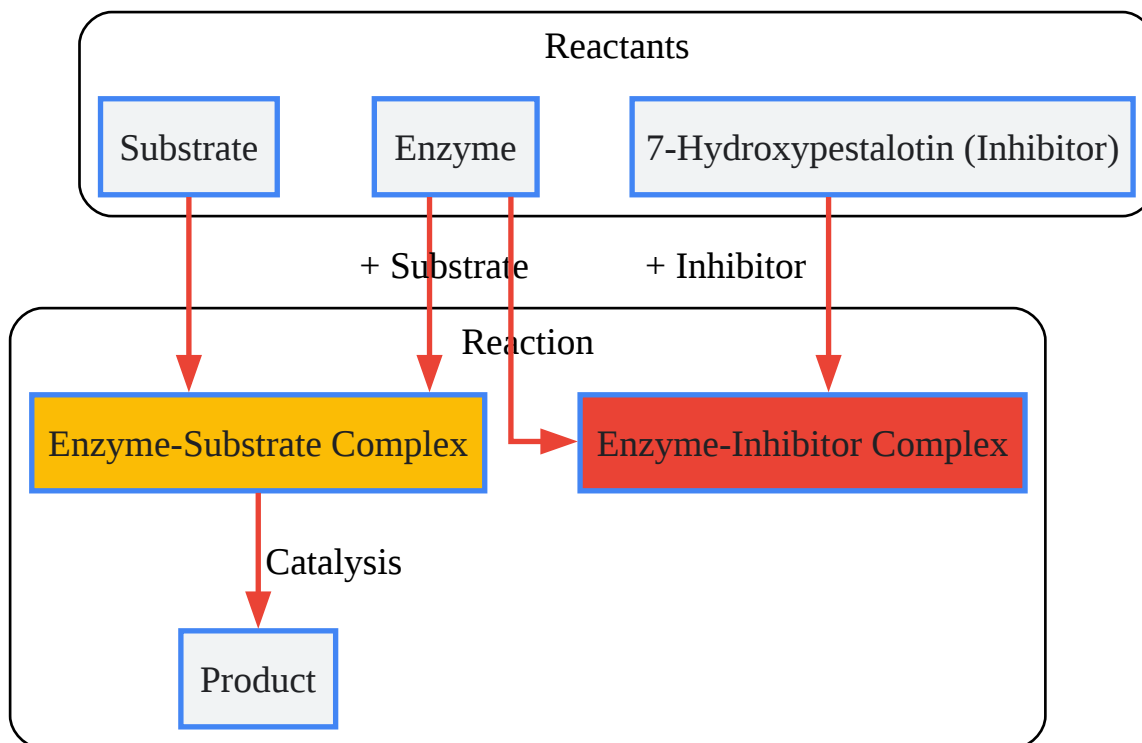 Reactants
Substrate
Enzyme
7-Hydroxypestalotin (Inhibitor)
+ Substrate
+ Inhibitor
Reaction
Enzyme-Substrate Complex
Enzyme-Inhibitor Complex
Catalysis
Product